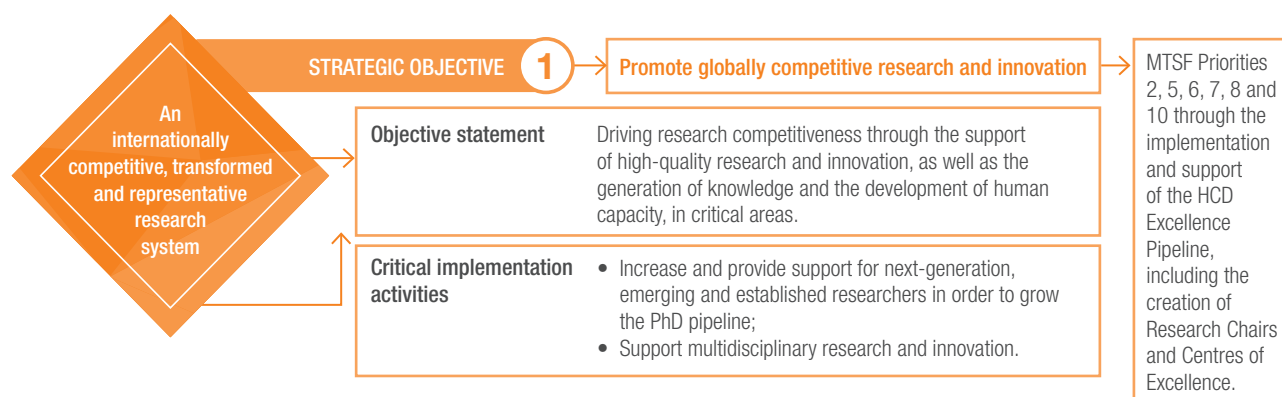 An
internationally
competitive, transformed
and representative
research
system
STRATEGIC OBJECTIVE 1
Promote globally competitive research and innovation
Objective statement
Driving research competitiveness through the support
of high-quality research and innovation, as well as the
generation of knowledge and the development of human
capacity, in critical areas.
Critical implementation
activities
• Increase and provide support for next-generation,
emerging and established researchers in order to grow
the PhD pipeline;
• Support multidisciplinary research and innovation.
MTSF Priorities
2, 5, 6, 7, 8 and
10 through the
implementation
and support
of the HCD
Excellence
Pipeline,
including the
creation of
Research Chairs
and Centres of
Excellence.